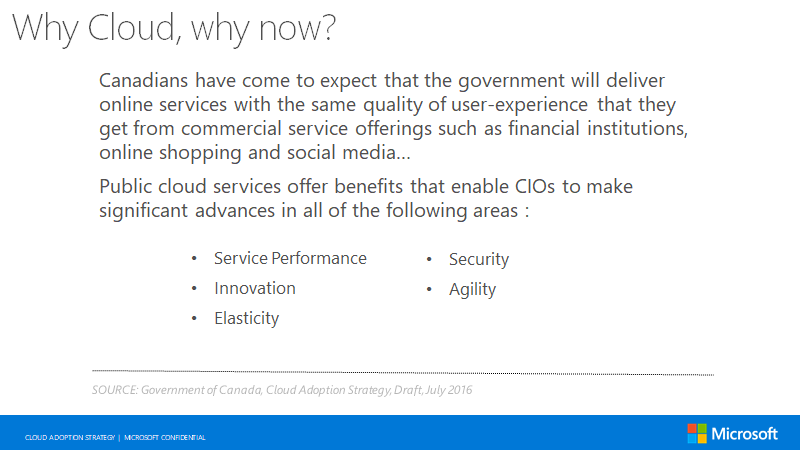 Why Cloud, why now?
Canadians have come to expect that the government will deliver
online services with the same quality of user-experience that they
get from commercial service offerings such as financial institutions,
online shopping and social media...
Public cloud services offer benefits that enable CIOs to make
significant advances in all of the following areas :
• Service Performance
• Innovation
• Elasticity
• Security
• Agility
SOURCE: Government of Canada, Cloud Adoption Strategy, Draft, July 2016
CLOUD ADOPTION STRATEGY | MICROSOFT CONFIDENTIAL
Microsoft